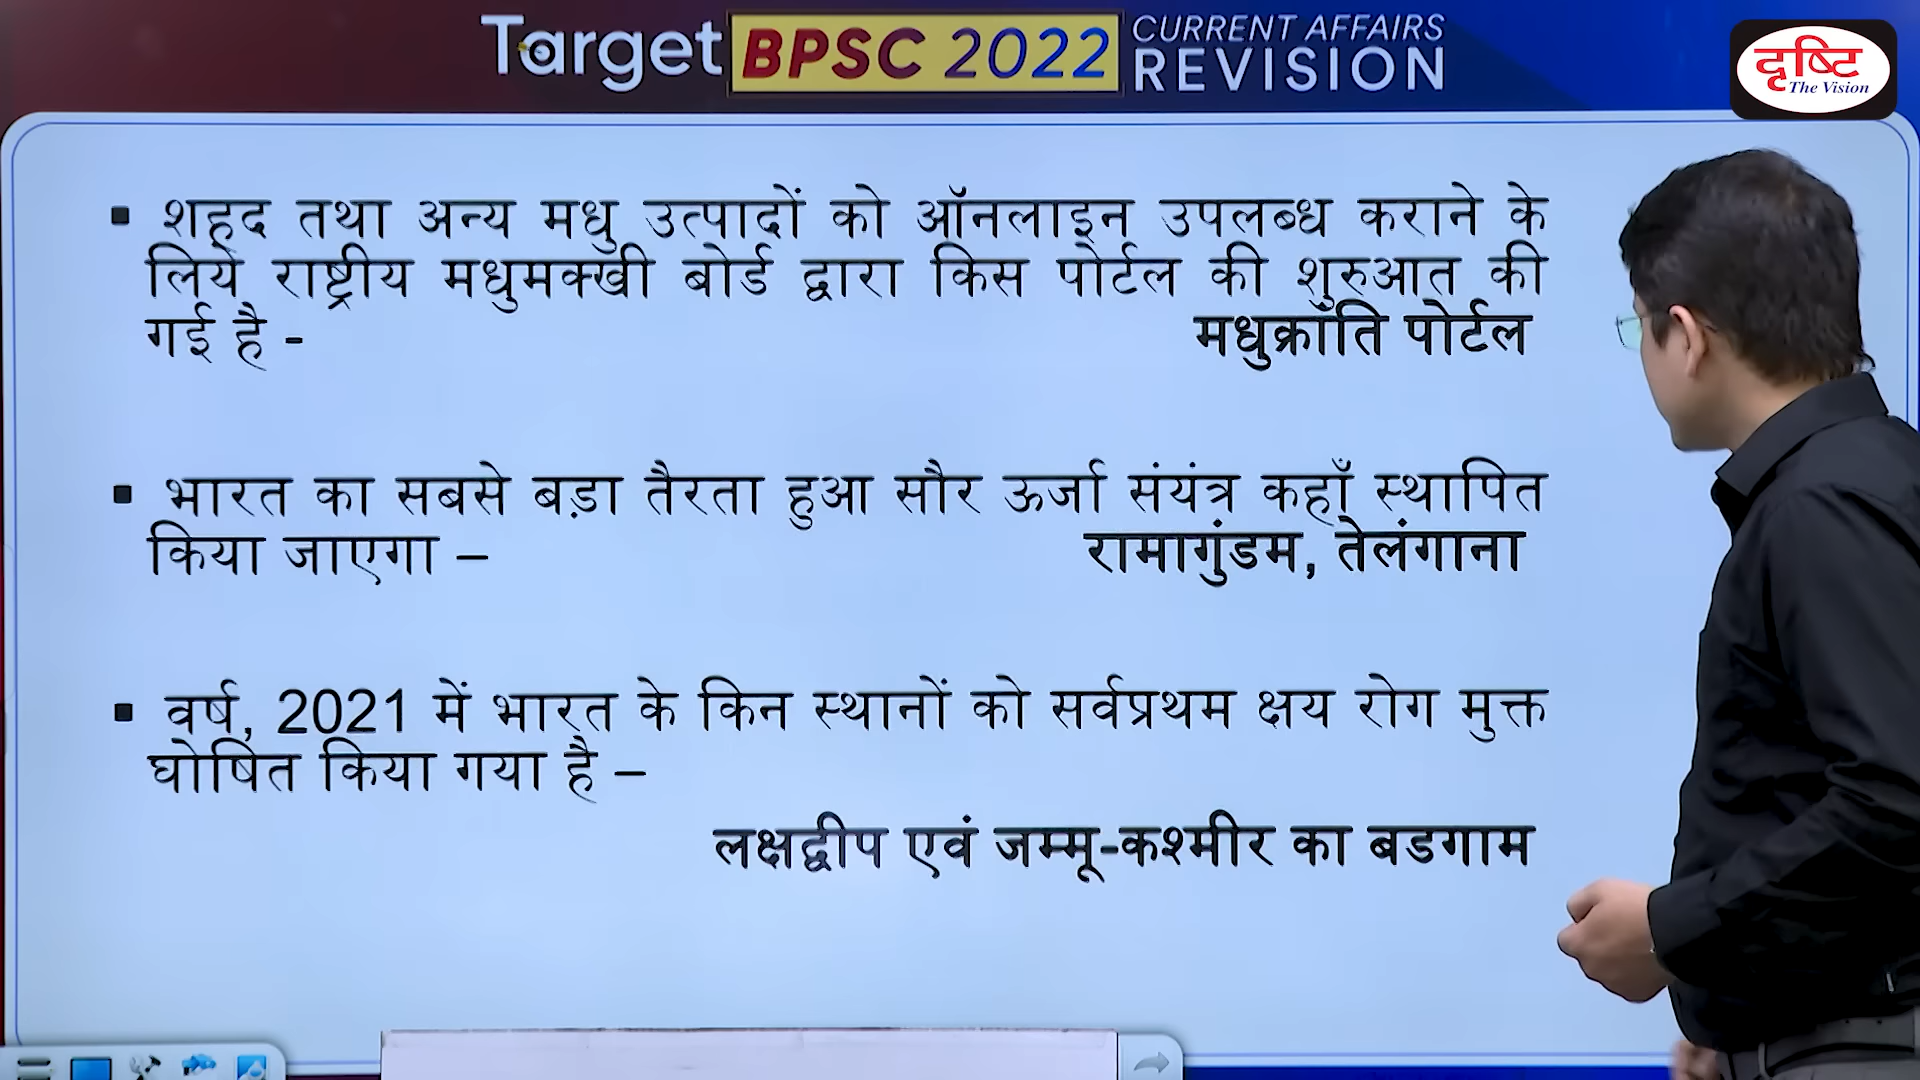 Target BPSC 2022 CURRENT AFFAIRS
REVISION
दृष्टि
The Vision
▪ शहद तथा अन्य मधु उत्पादों को ऑनलाइन उपलब्ध कराने के
लिये राष्ट्रीय मधुमक्खी बोर्ड द्वारा किस पोर्टल की शुरुआत की
गई है - मधुक्रांति पोर्टल
▪ भारत का सबसे बड़ा तैरता हुआ सौर ऊर्जा संयंत्र कहाँ स्थापित
किया जाएगा – रामागुंडम, तेलंगाना
▪ वर्ष, 2021 में भारत के किन स्थानों को सर्वप्रथम क्षय रोग मुक्त
घोषित किया गया है –
लक्षद्वीप एवं जम्मू-कश्मीर का बडगाम